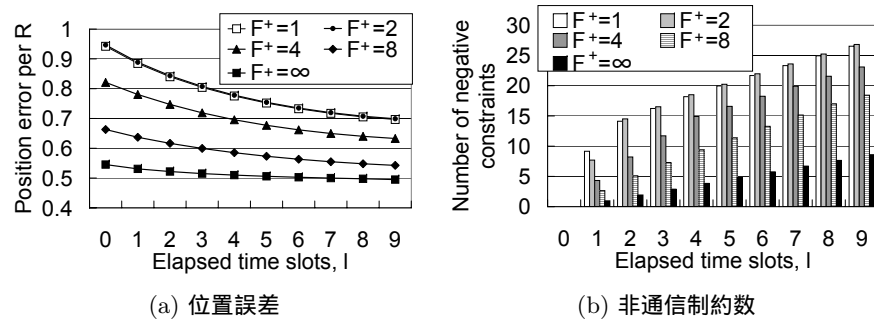 Position error per R
1
0.9
0.8
0.7
0.6
0.5
0.4
F⁺=1
F⁺=2
F⁺=4
F⁺=8
F⁺=∞
0 1 2 3 4 5 6 7 8 9
Elapsed time slots, l
(a) 位置誤差
Number of negative
constraints
30
25
20
15
10
5
0
F⁺=1
F⁺=2
F⁺=4
F⁺=8
F⁺=∞
0 1 2 3 4 5 6 7 8 9
Elapsed time slots, l
(b) 非通信制約数